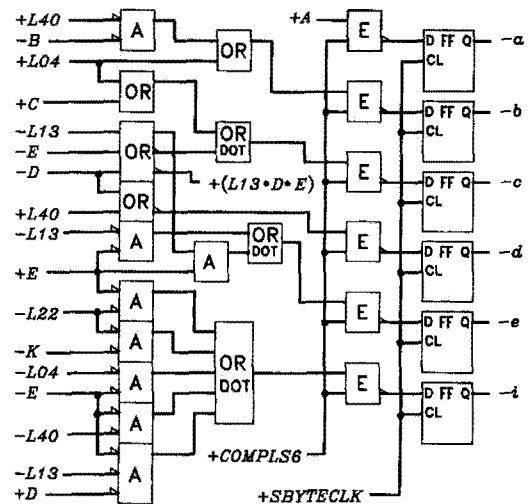 +L40
-B
+L04
+C
-L13
-E
-D
+L40
-L13
+E
-L22
-K
-L04
-E
-L40
-L13
+D
A
OR
OR
OR
OR
A
A
A
A
A
A
A
OR
DOT
+(L13•D•E)
OR
DOT
OR
DOT
+A
E
E
E
E
E
E
+COMPLS6
+SBYTECLK
D FF Q
CL
-a
D FF Q
CL
-b
D FF Q
CL
-c
D FF Q
CL
-d
D FF Q
CL
-e
D FF Q
CL
-i